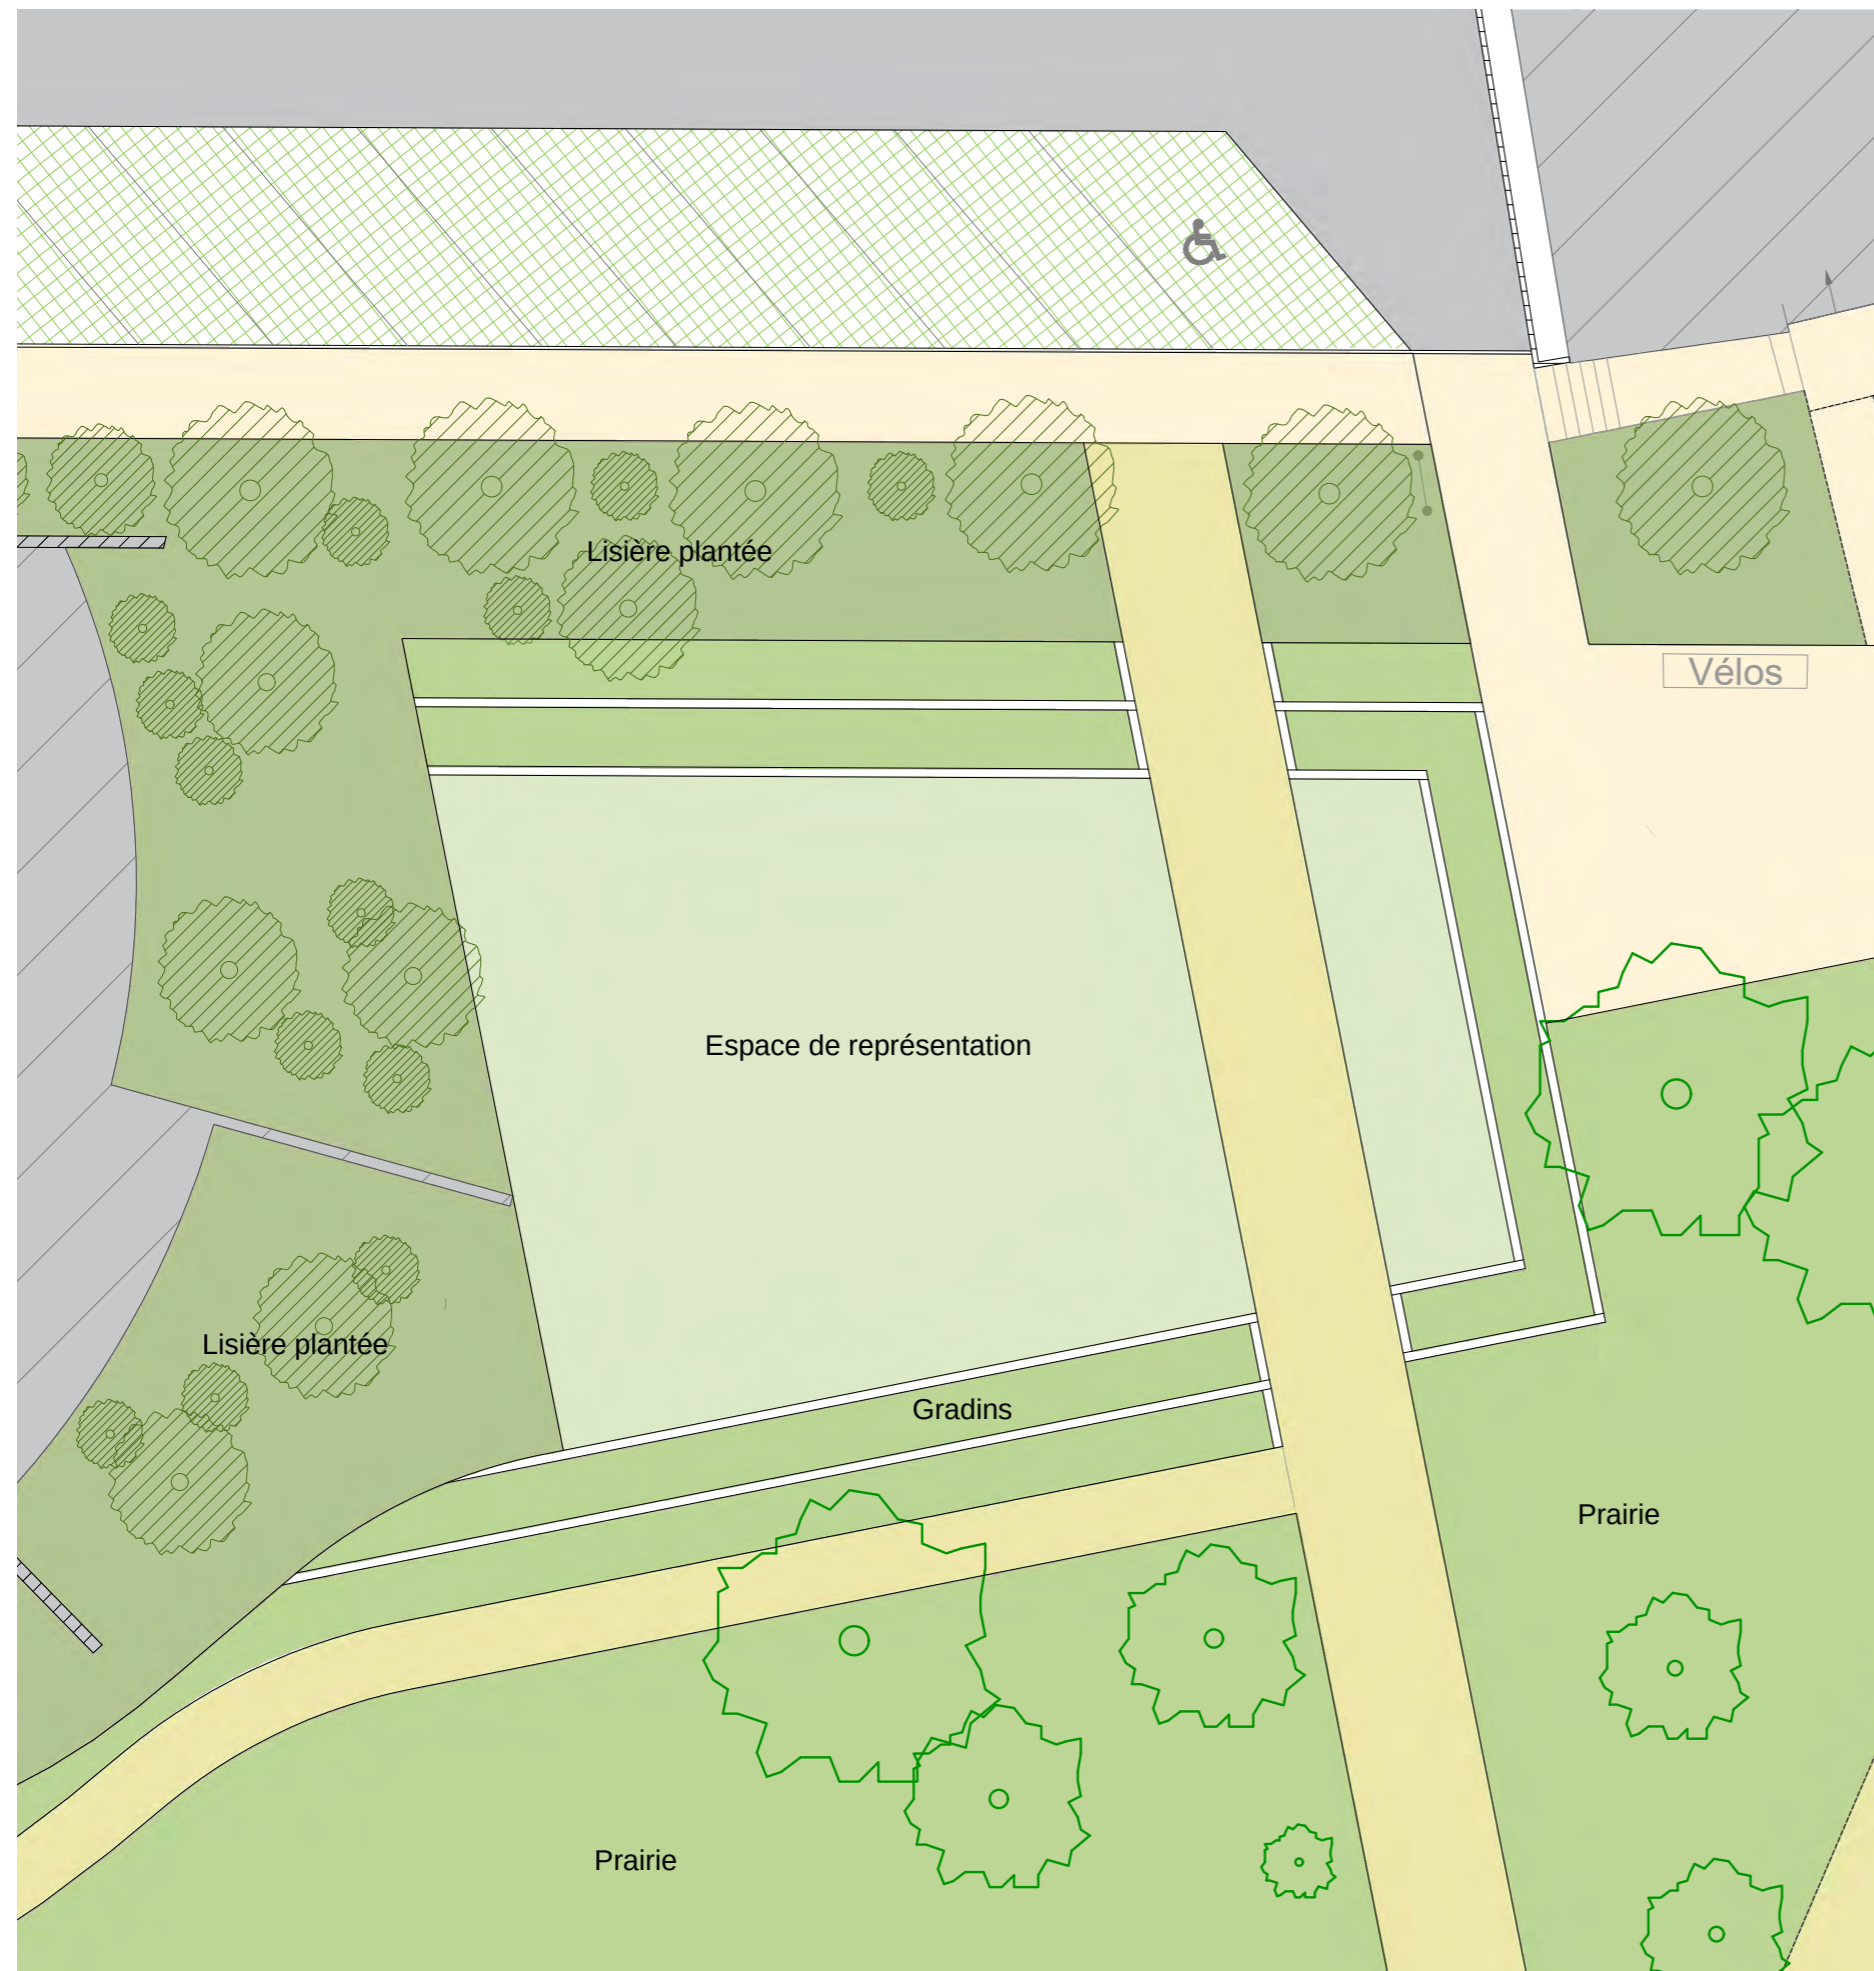 Lisière plantée
Vélos
Espace de représentation
Lisière plantée
Gradins
Prairie
Prairie